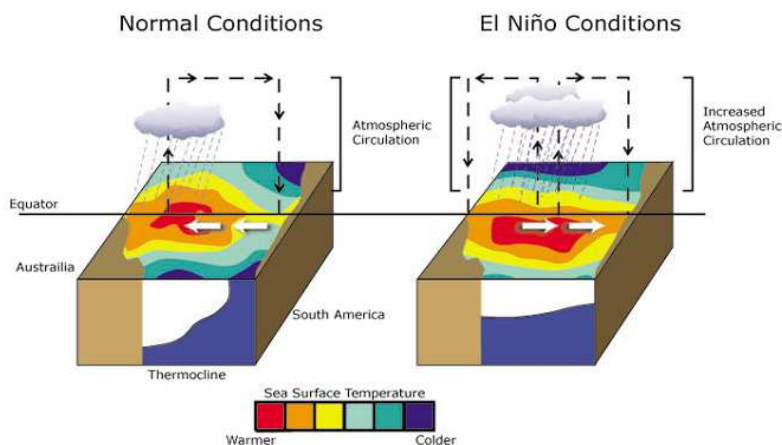 Normal Conditions
El Niño Conditions
Atmospheric
Circulation
Increased
Atmospheric
Circulation
Equator
Austrailia
South America
Thermocline
Sea Surface Temperature
Warmer
Colder